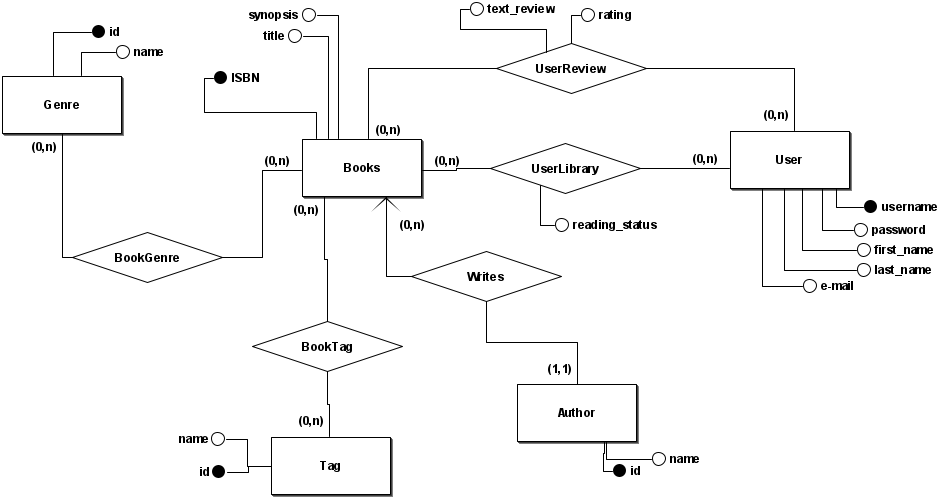 synopsis
text_review
rating
title
id
name
ISBN
UserReview
Genre
(0,n)
(0,n)
(0,n)
(0,n)
(0,n)
(0,n)
Books
UserLibrary
User
(0,n)
(0,n)
username
reading_status
password
BookGenre
first_name
Writes
last_name
e-mail
BookTag
(1,1)
Author
(0,n)
name
name
Tag
id
id